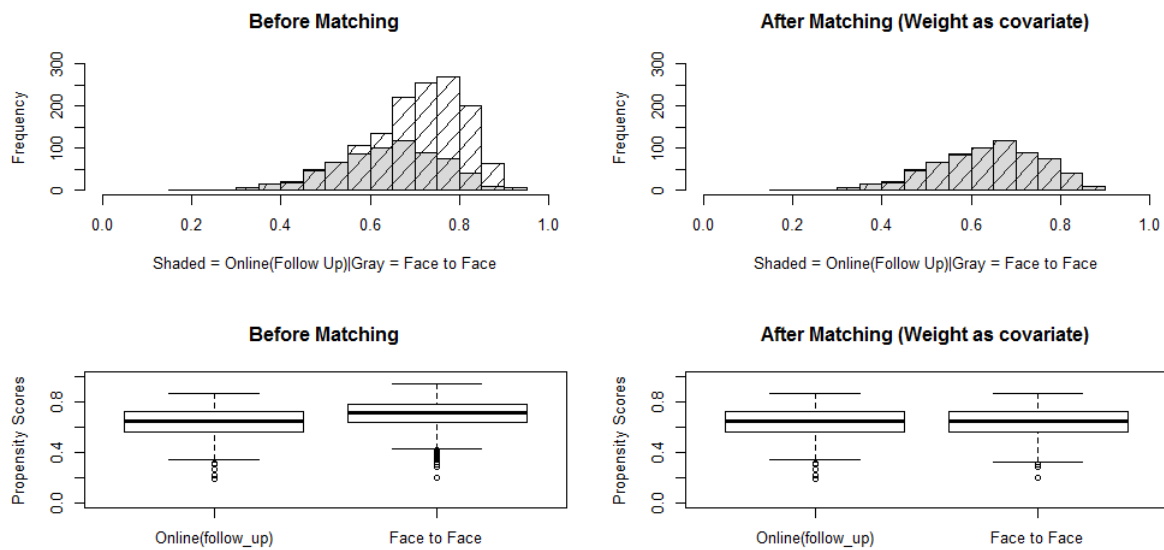 Before Matching
Frequency
300
200
100
0
0.0 0.2 0.4 0.6 0.8 1.0
Shaded = Online(Follow Up)|Gray = Face to Face
After Matching (Weight as covariate)
Frequency
300
200
100
0
0.0 0.2 0.4 0.6 0.8 1.0
Shaded = Online(Follow Up)|Gray = Face to Face
Before Matching
Propensity Scores
0.8
0.4
0.0
Online(follow_up) Face to Face
After Matching (Weight as covariate)
Propensity Scores
0.8
0.4
0.0
Online(follow_up) Face to Face